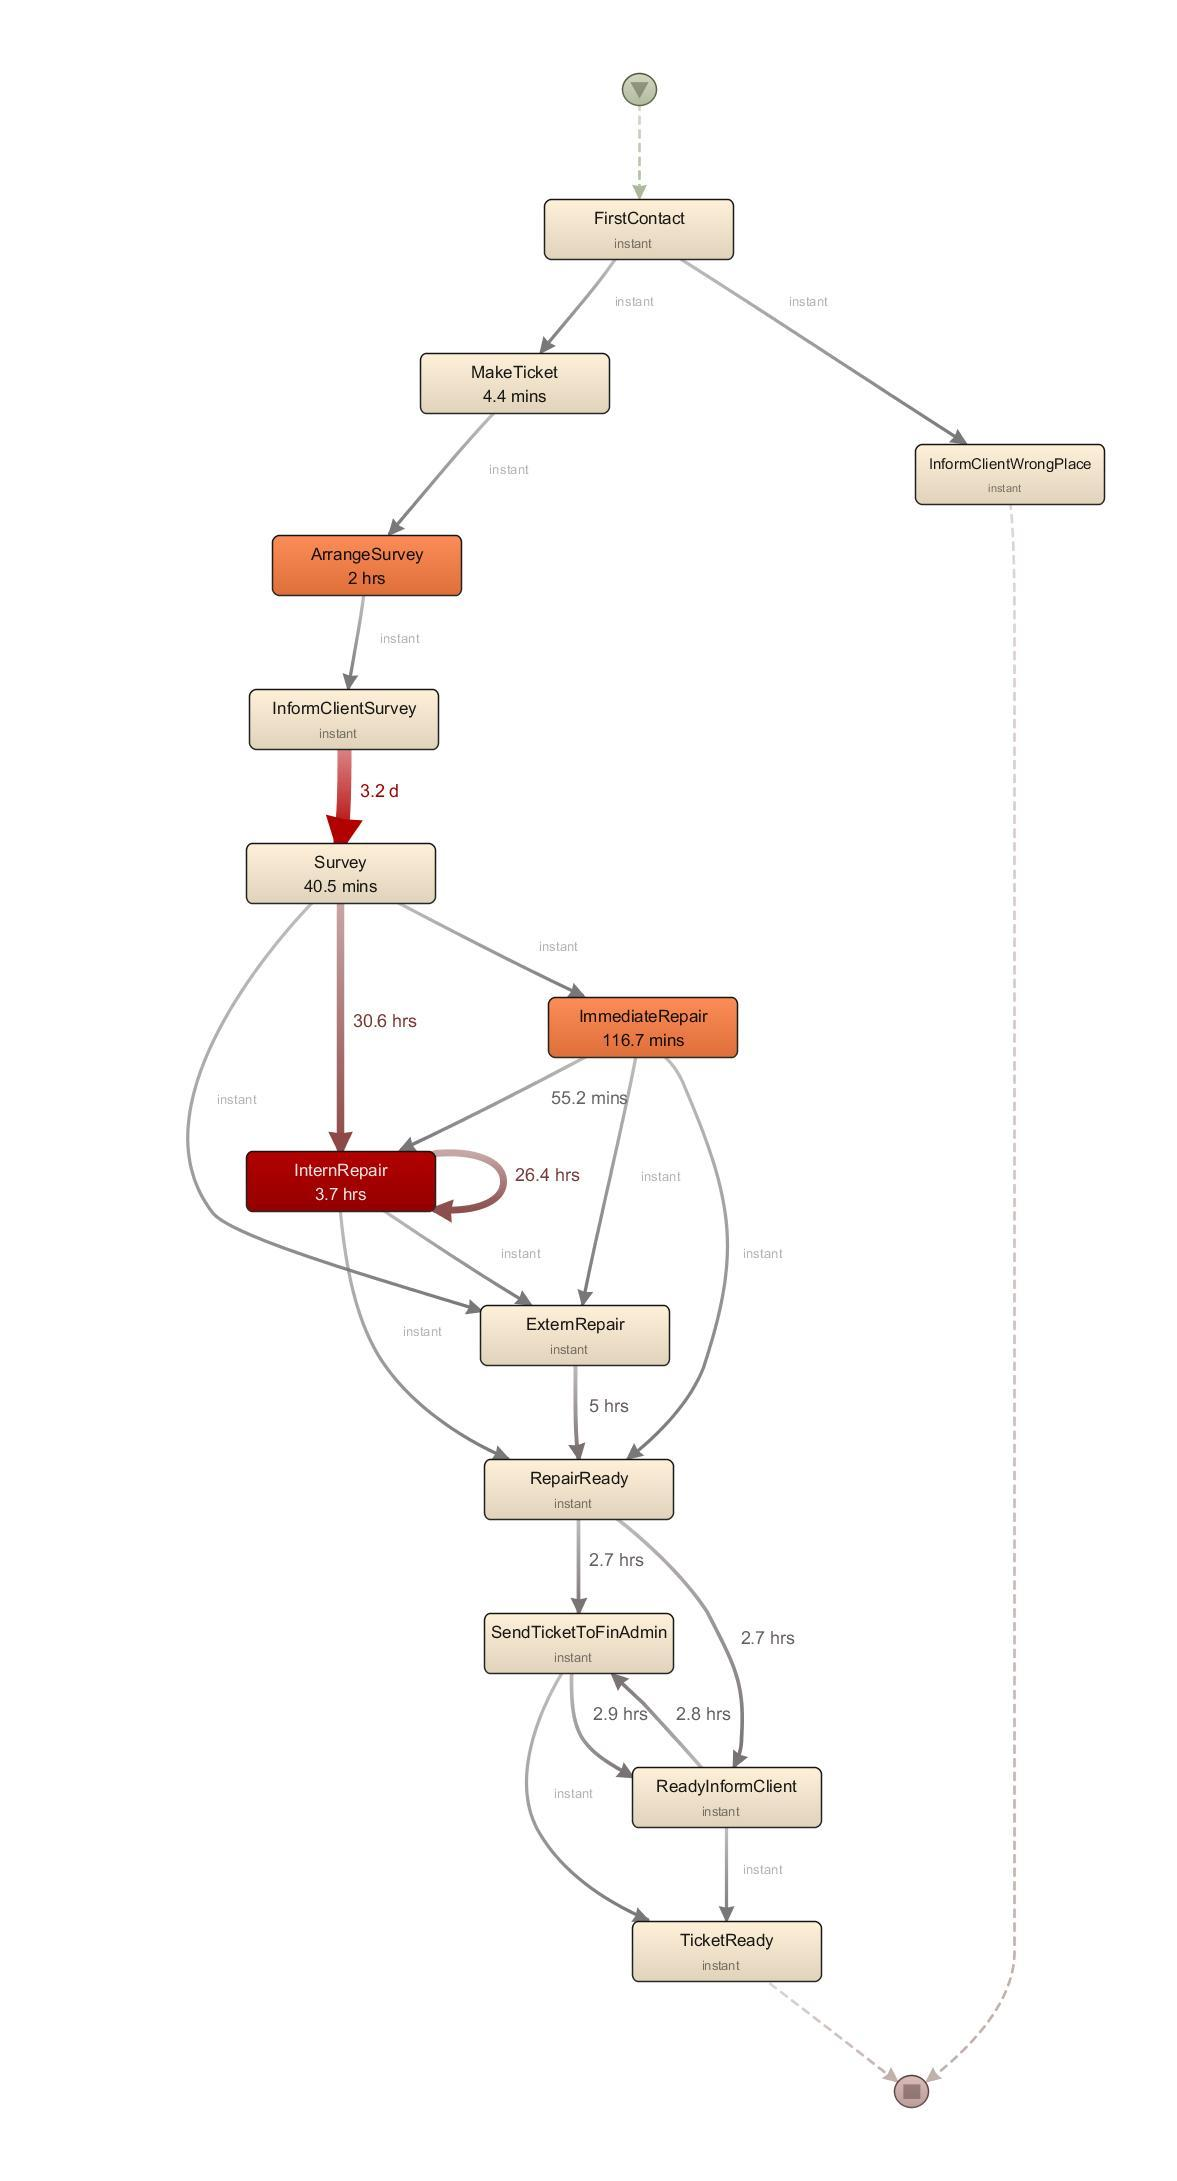 FirstContact
instant
instant
instant
MakeTicket
4.4 mins
InformClientWrongPlace
instant
instant
ArrangeSurvey
2 hrs
instant
InformClientSurvey
instant
3.2 d
Survey
40.5 mins
instant
ImmediateRepair
116.7 mins
30.6 hrs
instant
55.2 mins
InternRepair
3.7 hrs
26.4 hrs
instant
instant
instant
ExternRepair
instant
instant
5 hrs
RepairReady
instant
2.7 hrs
SendTicketToFinAdmin
instant
2.7 hrs
2.9 hrs
2.8 hrs
ReadyInformClient
instant
instant
instant
TicketReady
instant